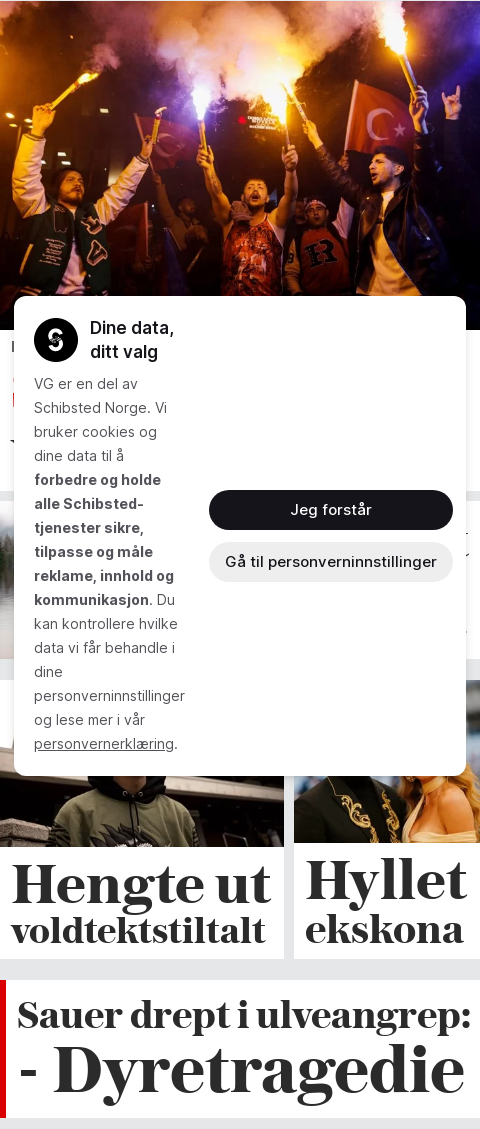 Dine data,
ditt valg
VG er en del av
Schibsted Norge. Vi
bruker cookies og
dine data til å
forbedre og holde
alle Schibsted-
tjenester sikre,
tilpasse og måle
reklame, innhold og
kommunikasjon. Du
kan kontrollere hvilke
data vi får behandle i
dine
personverninnstillinger
og lese mer i vår
personvernerklæring.
Jeg forstår
Gå til personverninnstillinger
Hengte ut
voldtektstiltalt
Hyllet
ekskona
Sauer drept i ulveangrep:
- Dyretragedie